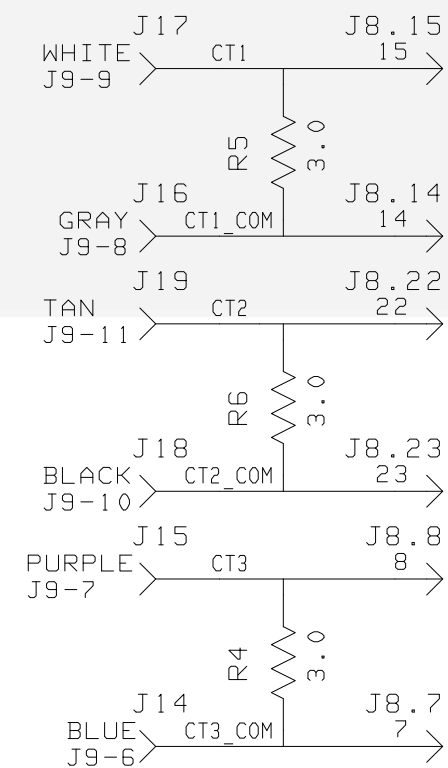 J17 J8.15
WHITE CT1 15
J9-9
R5 3.0
J16 J8.14
GRAY CT1_COM 14
J9-8
J19 J8.22
TAN CT2 22
J9-11
R6 3.0
J18 J8.23
BLACK CT2_COM 23
J9-10
J15 J8.8
PURPLE CT3 8
J9-7
R4 3.0
J14 J8.7
BLUE CT3_COM 7
J9-6